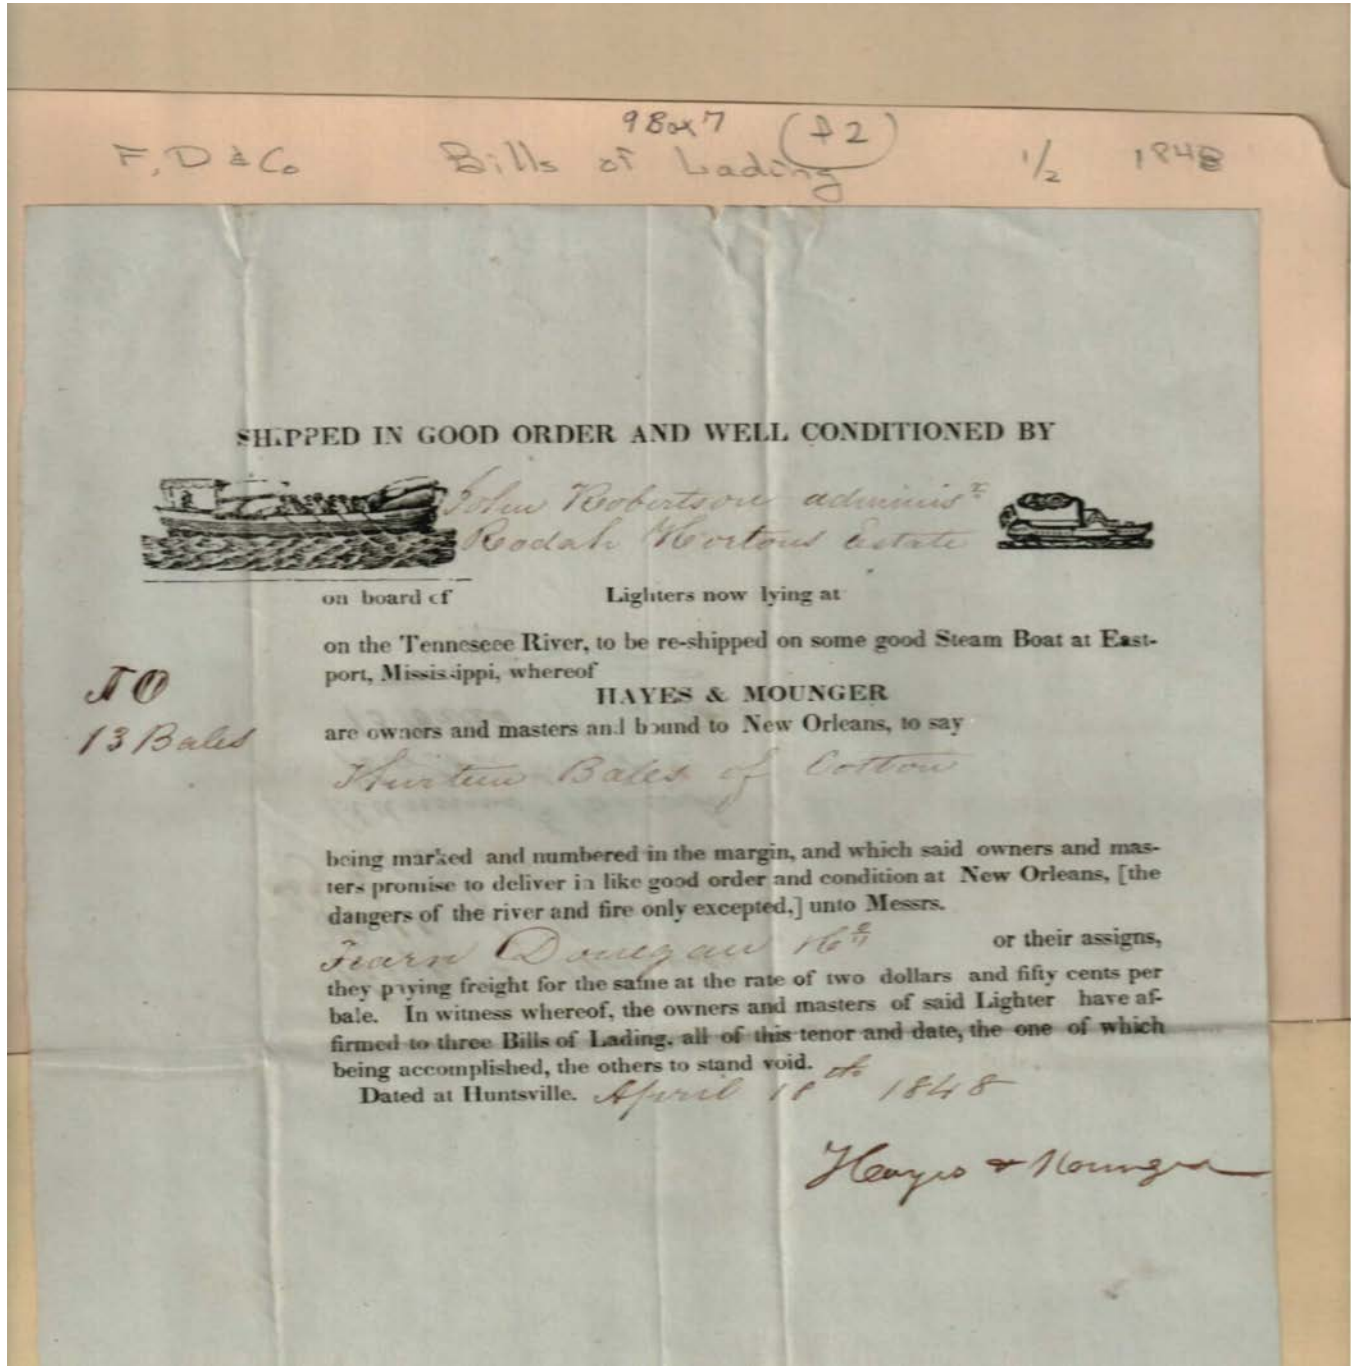 9 Box 7 (f2)
F, D & Co Bills of Lading 1/2 1848
SHIPPED IN GOOD ORDER AND WELL CONDITIONED BY
John Robertson adminisr
Rodah Hortons Estate
on board of Lighters now lying at
on the Tennessee River, to be re-shipped on some good Steam Boat at East-
port, Mississippi, whereof
HAYES & MOUNGER
13 Bales
are owners and masters and bound to New Orleans, to say
Thirteen Bales of Cotton
being marked and numbered in the margin, and which said owners and mas-
ters promise to deliver in like good order and condition at New Orleans, [the
dangers of the river and fire only excepted,] unto Messrs.
Fearn Donegan & Co or their assigns,
they paying freight for the same at the rate of two dollars and fifty cents per
bale. In witness whereof, the owners and masters of said Lighter have af-
firmed to three Bills of Lading, all of this tenor and date, the one of which
being accomplished, the others to stand void.
Dated at Huntsville. April 18th 1848
Hayes & Mounger